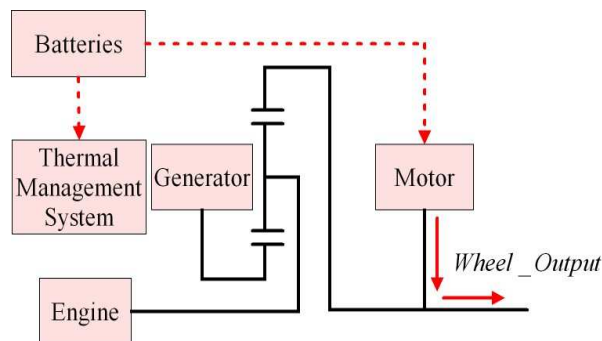 Batteries
Thermal
Management
System
Generator
Motor
Engine
Wheel _Output